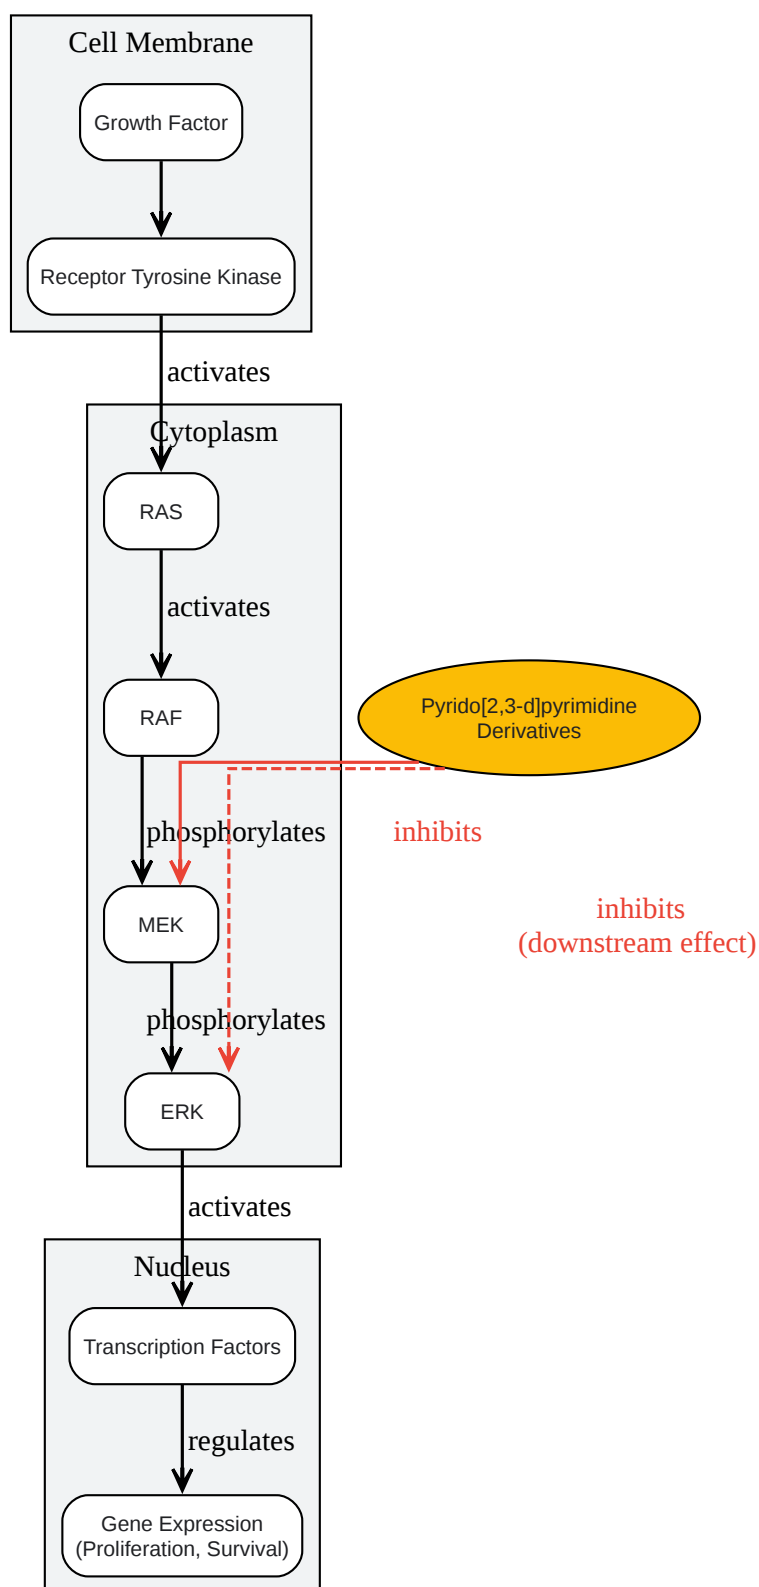 Cell Membrane
Growth Factor
Receptor Tyrosine Kinase
activates
Cytoplasm
RAS
activates
RAF
Pyrido[2,3-d]pyrimidine
Derivatives
phosphorylates
inhibits
MEK
inhibits
(downstream effect)
phosphorylates
ERK
activates
Nucleus
Transcription Factors
regulates
Gene Expression
(Proliferation, Survival)